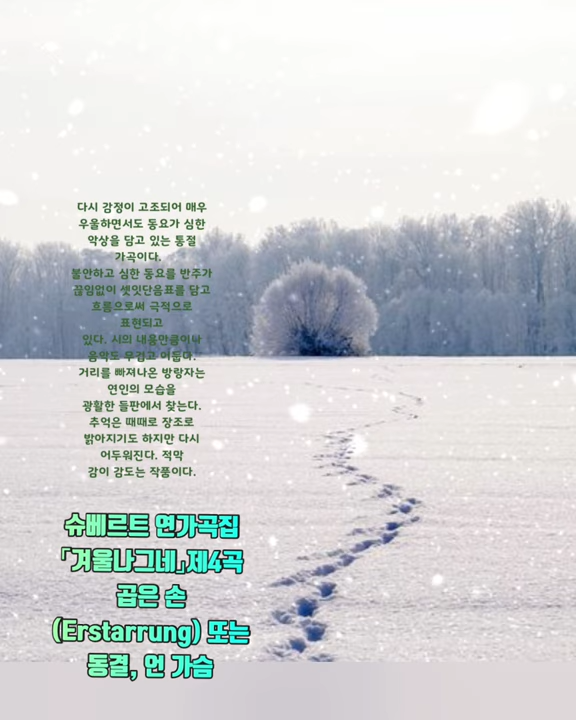 다시 감정이 고조되어 매우
우울하면서도 동요가 심한
악상을 담고 있는 통절
가곡이다.
불안하고 심한 동요를 반주가
끊임없이 셋잇단음표를 담고
흐름으로써 극적으로
표현되고
있다. 시의 내용만큼이나
음악도 무겁고 어둡다.
거리를 빠져나온 방랑자는
연인의 모습을
광활한 들판에서 찾는다.
추억은 때때로 장조로
밝아지기도 하지만 다시
어두워진다. 적막
감이 감도는 작품이다.
슈베르트 연가곡집
「겨울나그네」제4곡
곱은 손
(Erstarrung) 또는
동결, 언 가슴